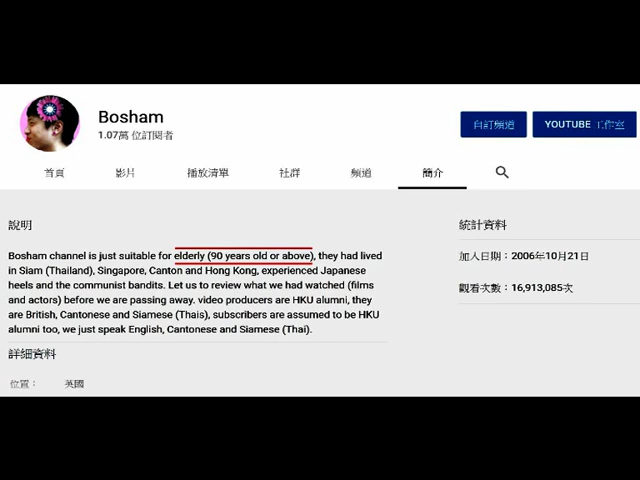 Bosham
1.07萬 位訂閱者
自訂頻道
YOUTUBE 工作室
首頁 影片 播放清單 社群 頻道 簡介
說明
Bosham channel is just suitable for elderly (90 years old or above), they had lived
in Siam (Thailand), Singapore, Canton and Hong Kong, experienced Japanese
heels and the communist bandits. Let us to review what we had watched (films
and actors) before we are passing away. video producers are HKU alumni, they
are British, Cantonese and Siamese (Thais), subscribers are assumed to be HKU
alumni too, we just speak English, Cantonese and Siamese (Thai).
詳細資料
位置： 英國
統計資料
加入日期：2006年10月21日
觀看次數：16,913,085次